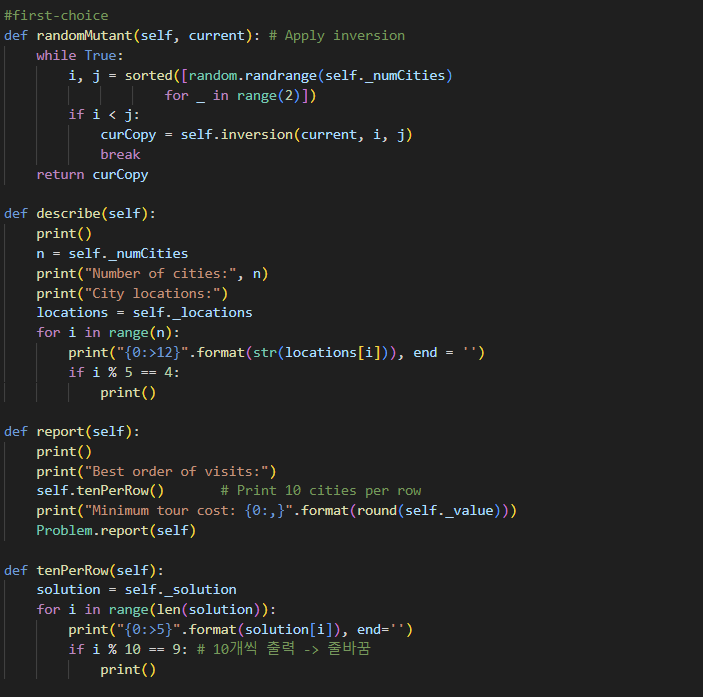 #first-choice
def randomMutant(self, current): # Apply inversion
    while True:
        i, j = sorted([random.randrange(self._numCities)
                    for _ in range(2)])
        if i < j:
            curCopy = self.inversion(current, i, j)
            break
    return curCopy

def describe(self):
    print()
    n = self._numCities
    print("Number of cities:", n)
    print("City locations:")
    locations = self._locations
    for i in range(n):
        print("{0:>12}".format(str(locations[i])), end = '')
        if i % 5 == 4:
            print()

def report(self):
    print()
    print("Best order of visits:")
    self.tenPerRow()       # Print 10 cities per row
    print("Minimum tour cost: {0:,}".format(round(self._value)))
    Problem.report(self)

def tenPerRow(self):
    solution = self._solution
    for i in range(len(solution)):
        print("{0:>5}".format(solution[i]), end='')
        if i % 10 == 9: # 10개씩 출력 -> 줄바꿈
            print()